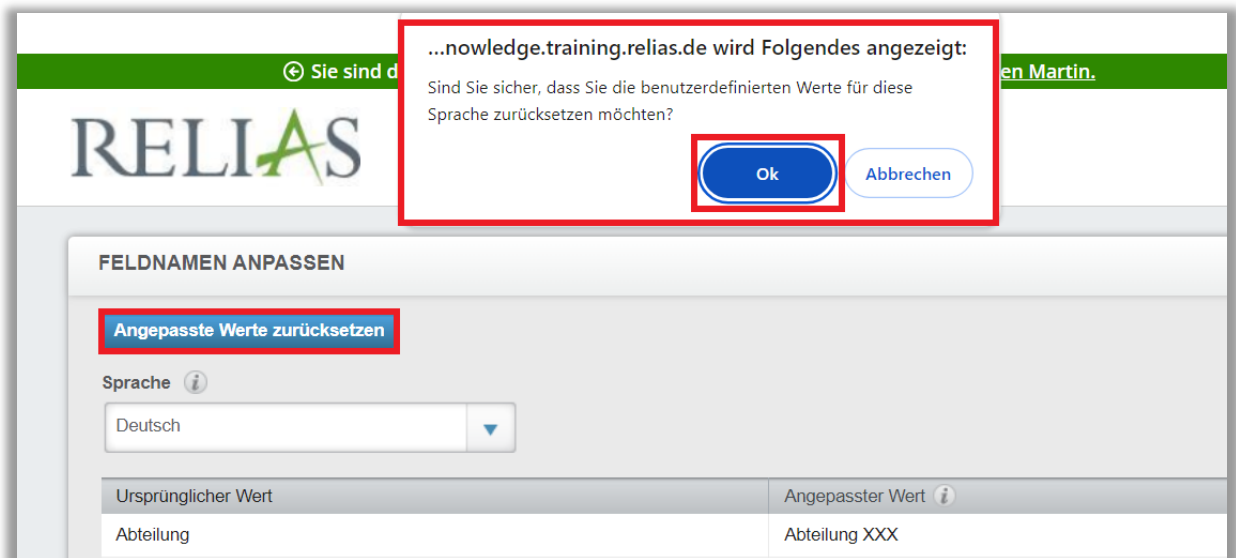 ...nowledge.training.relias.de wird Folgendes angezeigt:
Sind Sie sicher, dass Sie die benutzerdefinierten Werte für diese
Sprache zurücksetzen möchten?
Ok
Abbrechen
Sie sind d
en Martin.
RELIAS
FELDNAMEN ANPASSEN
Angepasste Werte zurücksetzen
Sprache
Deutsch
Ursprünglicher Wert
Angepasster Wert
Abteilung
Abteilung XXX